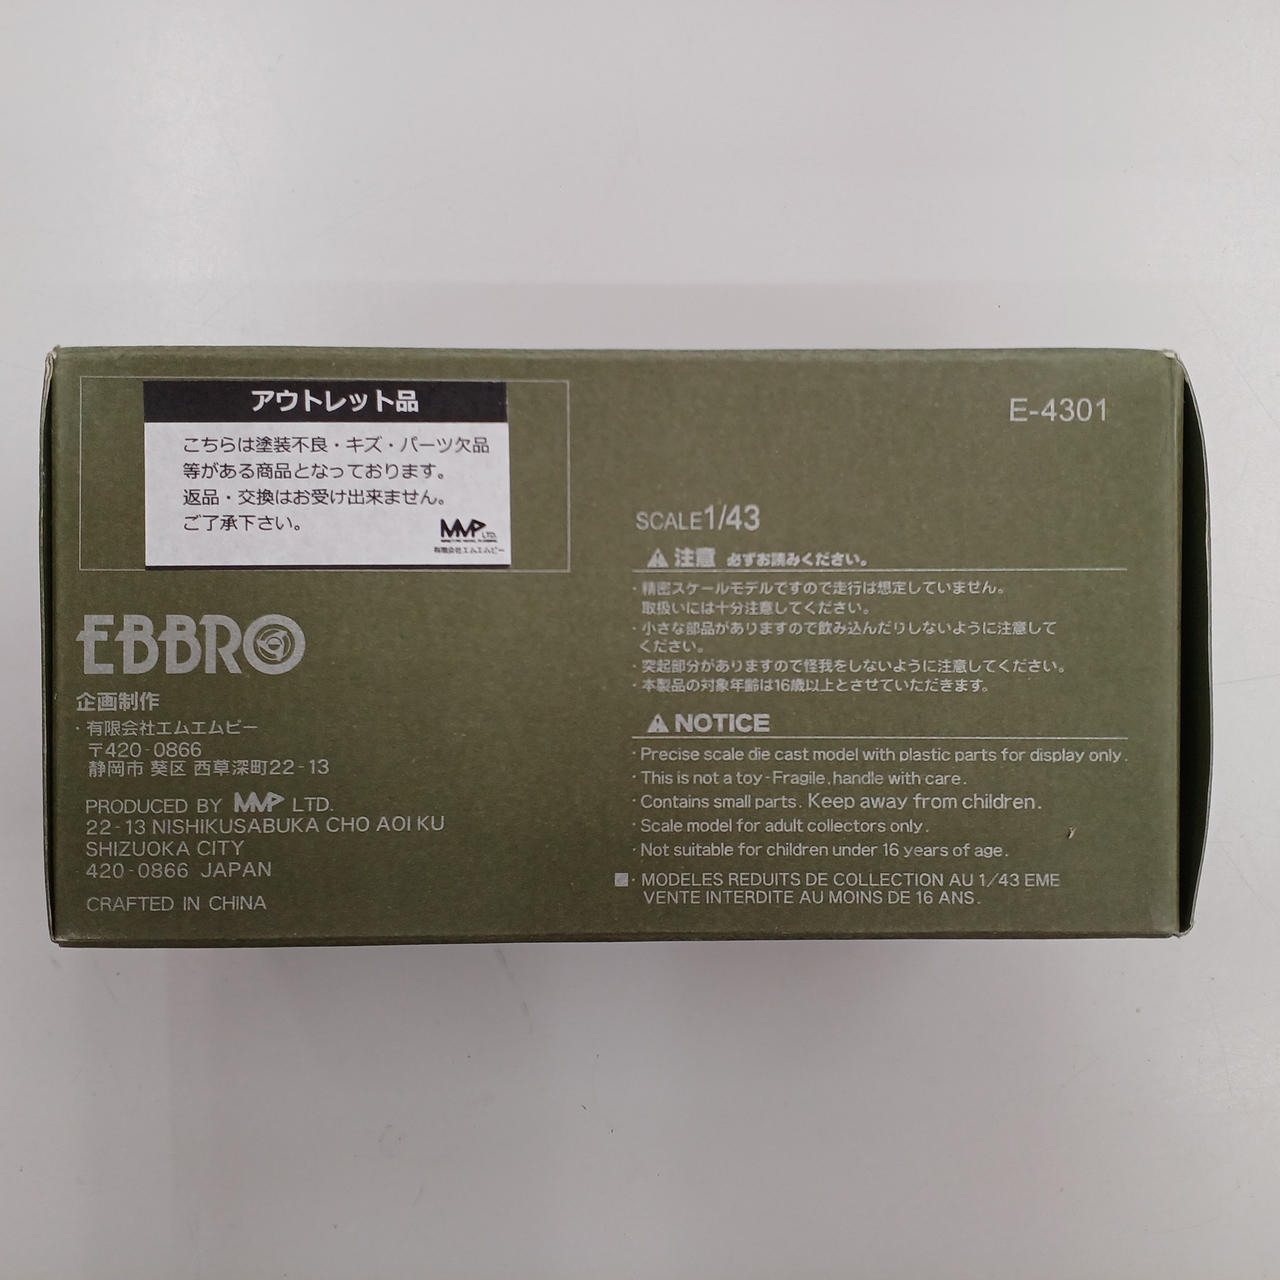 アウトレット品
こちらは塗装不良・キズ・パーツ欠品
等がある商品となっております。
返品・交換はお受け出来ません。
ご了承下さい。
MMP LTD.
有限会社エムエムピー
EBBRO
企画制作
・有限会社エムエムピー
〒420-0866
静岡市 葵区 西草深町22-13
PRODUCED BY MMP LTD.
22-13 NISHIKUSABUKA CHO AOI KU
SHIZUOKA CITY
420-0866 JAPAN
CRAFTED IN CHINA
E-4301
SCALE1/43
注意 必ずお読みください。
・精密スケールモデルですので走行は想定していません。
取扱いには十分注意してください。
・小さな部品がありますので飲み込んだりしないように注意して
ください。
・突起部分がありますので怪我をしないように注意してください。
・本製品の対象年齢は16歳以上とさせていただきます。
NOTICE
・Precise scale die cast model with plastic parts for display only.
・This is not a toy-Fragile, handle with care.
・Contains small parts. Keep away from children.
・Scale model for adult collectors only.
・Not suitable for children under 16 years of age.
・MODELES REDUITS DE COLLECTION AU 1/43 EME
VENTE INTERDITE AU MOINS DE 16 ANS.